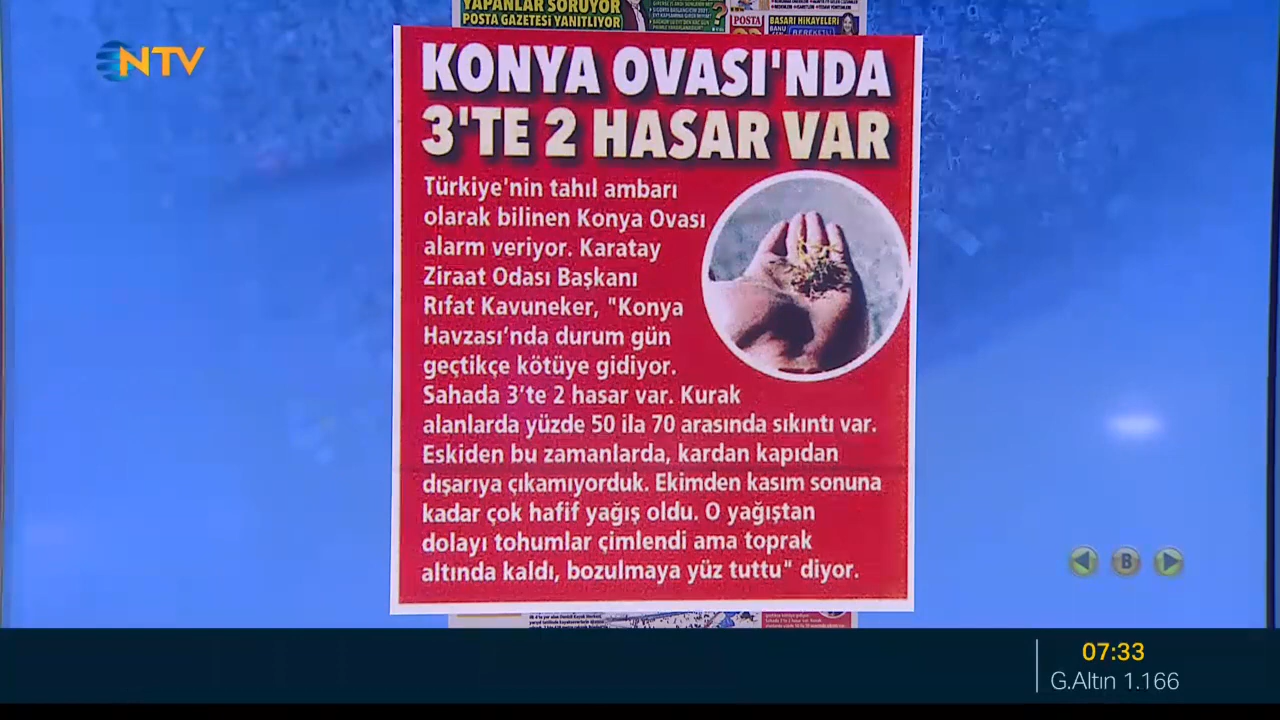 YAPANLAR SORUYOR
POSTA GAZETESİ YANITLIYOR
POSTA
BAŞARI HİKAYELERİ
NTV
KONYA OVASI'NDA
3'TE 2 HASAR VAR
Türkiye'nin tahıl ambarı
olarak bilinen Konya Ovası
alarm veriyor. Karatay
Ziraat Odası Başkanı
Rıfat Kavuneker, "Konya
Havzası’nda durum gün
geçtikçe kötüye gidiyor.
Sahada 3’te 2 hasar var. Kurak
alanlarda yüzde 50 ila 70 arasında sıkıntı var.
Eskiden bu zamanlarda, kardan kapıdan
dışarıya çıkamıyorduk. Ekimden kasım sonuna
kadar çok hafif yağış oldu. O yağıştan
dolayı tohumlar çimlendi ama toprak
altında kaldı, bozulmaya yüz tuttu" diyor.
B
07:33
G.Altın 1.166